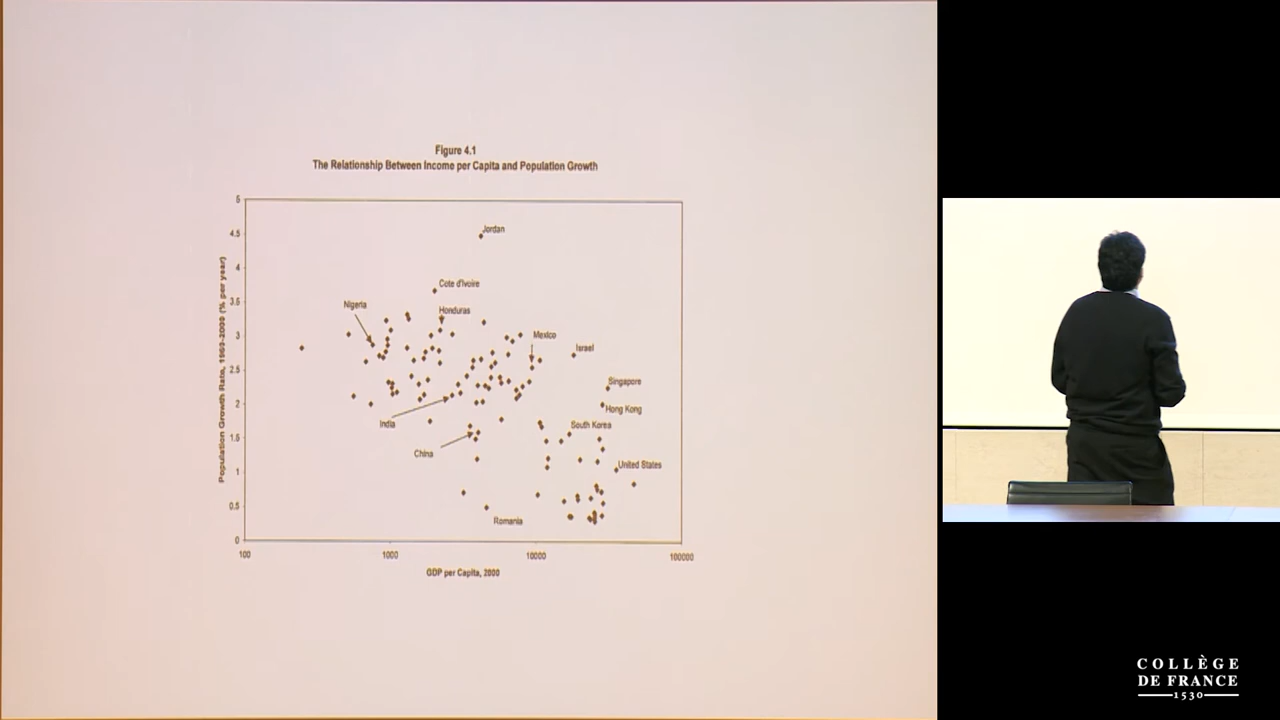 Figure 4.1
The Relationship Between Income per Capita and Population Growth
Population Growth Rate, 1960-2000 (% per year)
5
4.5
4
3.5
3
2.5
2
1.5
1
0.5
0
Jordan
Cote d'Ivoire
Nigeria
Honduras
Mexico
Israel
Singapore
Hong Kong
India
South Korea
China
United States
Romania
100
1000
10000
100000
GDP per Capita, 2000
COLLÈGE
DE FRANCE
1530